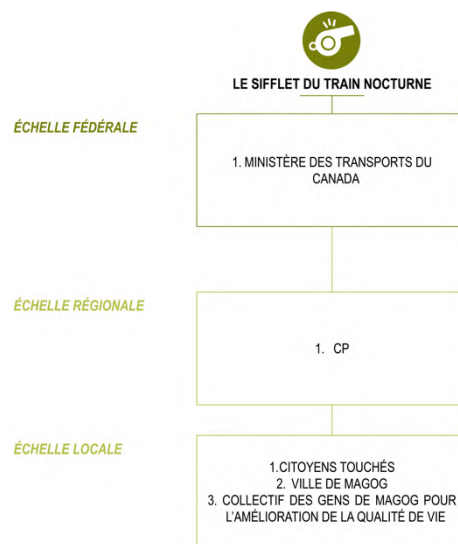 LE SIFFLET DU TRAIN NOCTURNE
ÉCHELLE FÉDÉRALE
1. MINISTÈRE DES TRANSPORTS DU
CANADA
ÉCHELLE RÉGIONALE
1. CP
ÉCHELLE LOCALE
1.CITOYENS TOUCHÉS
2. VILLE DE MAGOG
3. COLLECTIF DES GENS DE MAGOG POUR
L'AMÉLIORATION DE LA QUALITÉ DE VIE